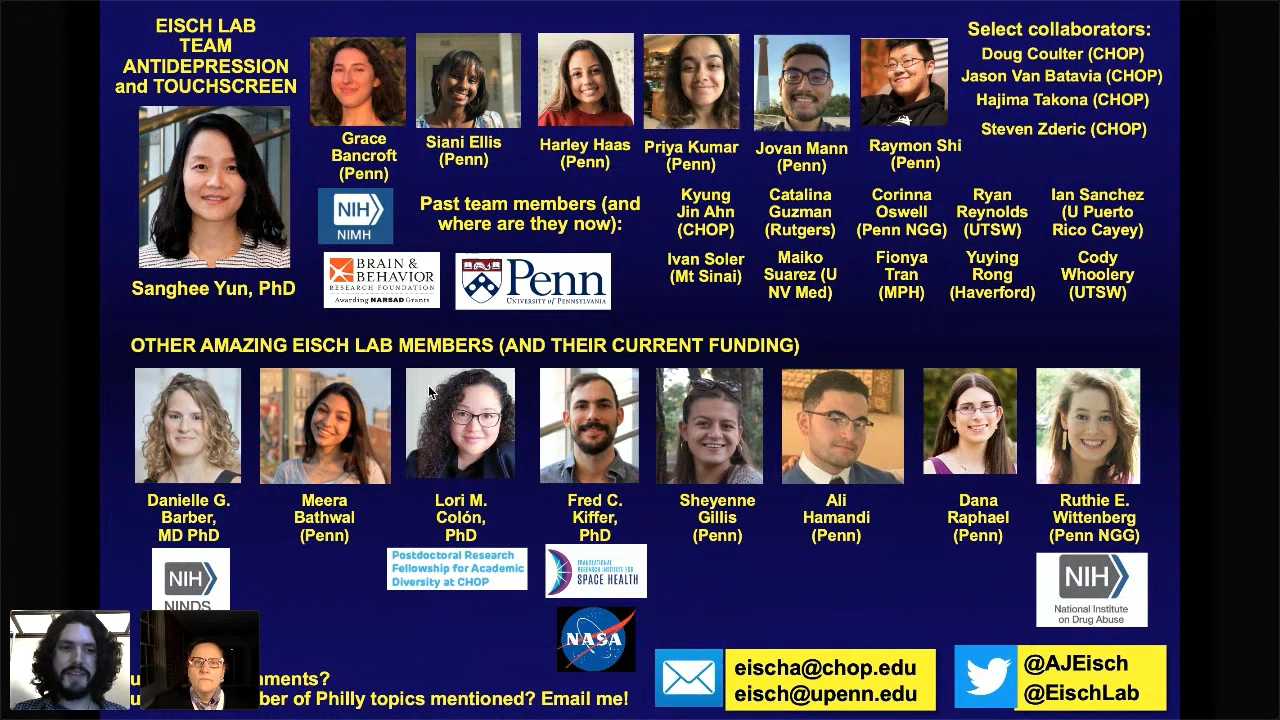 EISCH LAB
TEAM
ANTIDEPRESSION
and TOUCHSCREEN
Sanghee Yun, PhD
Grace
Bancroft
(Penn)
Siani Ellis
(Penn)
Harley Haas
(Penn)
Priya Kumar
(Penn)
Jovan Mann
(Penn)
Raymon Shi
(Penn)
Select collaborators:
Doug Coulter (CHOP)
Jason Van Batavia (CHOP)
Hajima Takona (CHOP)
Steven Zderic (CHOP)
NIH
NIMH
BRAIN &
BEHAVIOR
RESEARCH FOUNDATION
Awarding NARSAD Grants
Penn
UNIVERSITY OF PENNSYLVANIA
Past team members (and
where are they now):
Kyung
Jin Ahn
(CHOP)
Catalina
Guzman
(Rutgers)
Corinna
Oswell
(Penn NGG)
Ryan
Reynolds
(UTSW)
Ian Sanchez
(U Puerto
Rico Cayey)
Ivan Soler
(Mt Sinai)
Maiko
Suarez (U
NV Med)
Fionya
Tran
(MPH)
Yuying
Rong
(Haverford)
Cody
Whoolery
(UTSW)
OTHER AMAZING EISCH LAB MEMBERS (AND THEIR CURRENT FUNDING)
Danielle G.
Barber,
MD PhD
Meera
Bathwal
(Penn)
Lori M.
Colón,
PhD
Fred C.
Kiffer,
PhD
Sheyenne
Gillis
(Penn)
Ali
Hamandi
(Penn)
Dana
Raphael
(Penn)
Ruthie E.
Wittenberg
(Penn NGG)
NIH
NINDS
Postdoctoral Research
Fellowship for Academic
Diversity at CHOP
TRANSLATIONAL
RESEARCH INSTITUTE FOR
SPACE HEALTH
NASA
NIH
National Institute
on Drug Abuse
ments?
ber of Philly topics mentioned? Email me!
eischa@chop.edu
eisch@upenn.edu
@AJEisch
@EischLab